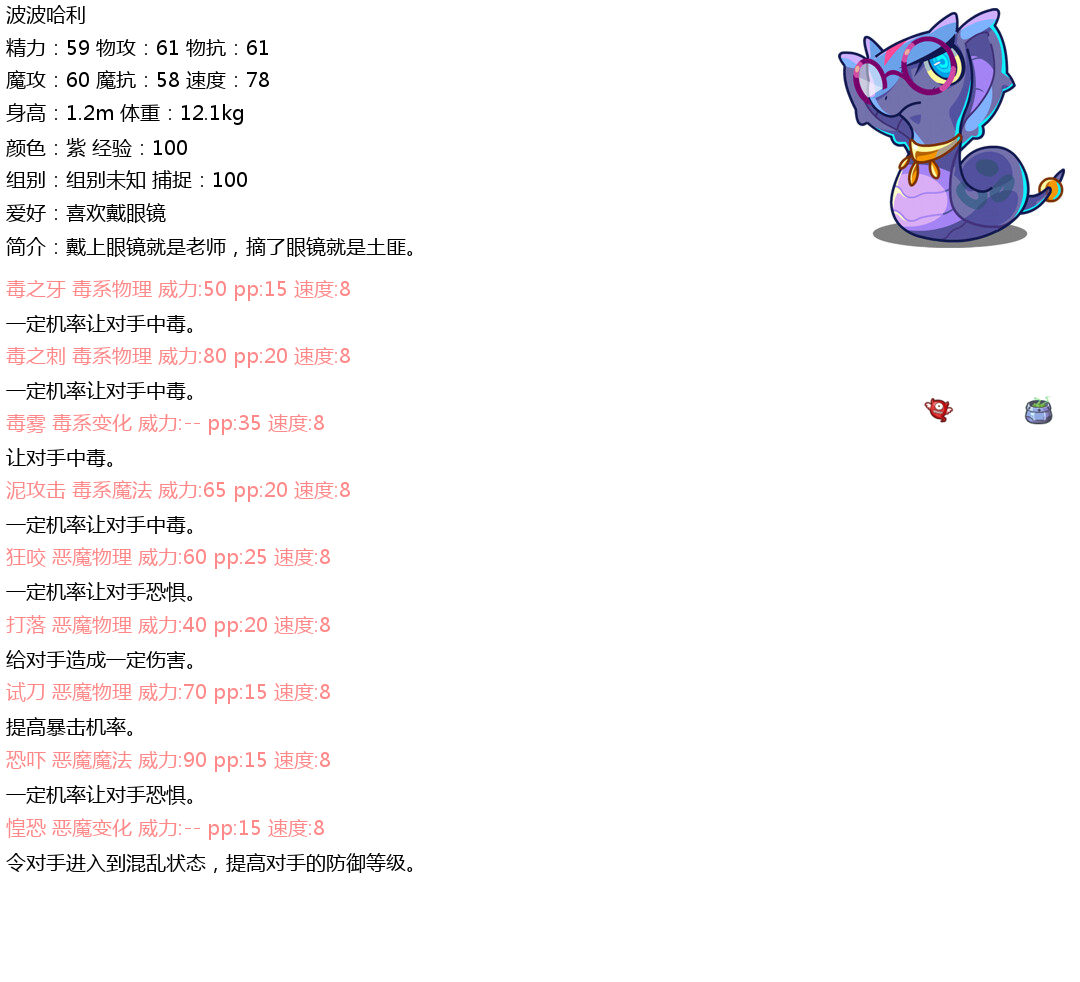 波波哈利
精力：59 物攻：61 物抗：61
魔攻：60 魔抗：58 速度：78
身高：1.2m 体重：12.1kg
颜色：紫 经验：100
组别：组别未知 捕捉：100
爱好：喜欢戴眼镜
简介：戴上眼镜就是老师，摘了眼镜就是土匪。
毒之牙 毒系物理 威力:50 pp:15 速度:8
一定机率让对手中毒。
毒之刺 毒系物理 威力:80 pp:20 速度:8
一定机率让对手中毒。
毒雾 毒系变化 威力:-- pp:35 速度:8
让对手中毒。
泥攻击 毒系魔法 威力:65 pp:20 速度:8
一定机率让对手中毒。
狂咬 恶魔物理 威力:60 pp:25 速度:8
一定机率让对手恐惧。
打落 恶魔物理 威力:40 pp:20 速度:8
给对手造成一定伤害。
试刀 恶魔物理 威力:70 pp:15 速度:8
提高暴击机率。
恐吓 恶魔魔法 威力:90 pp:15 速度:8
一定机率让对手恐惧。
惶恐 恶魔变化 威力:-- pp:15 速度:8
令对手进入到混乱状态，提高对手的防御等级。